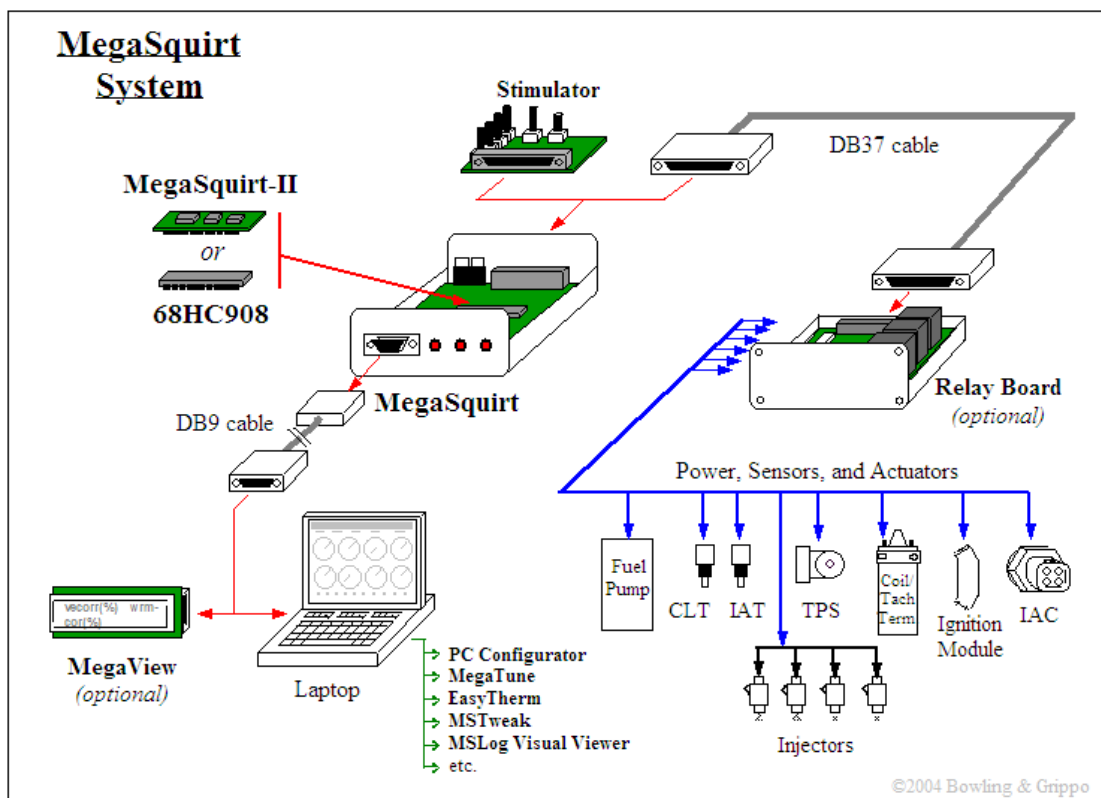 MegaSquirt
System
Stimulator
DB37 cable
MegaSquirt-II
or
68HC908
MegaSquirt
DB9 cable
Relay Board
(optional)
Power, Sensors, and Actuators
Fuel
Pump
CLT
IAT
TPS
Coil/
Tach
Term
Ignition
Module
IAC
Injectors
vecorr(%) wrm-
cor(%)
MegaView
(optional)
Laptop
PC Configurator
MegaTune
EasyTherm
MSTweak
MSLog Visual Viewer
etc.
©2004 Bowling & Grippo